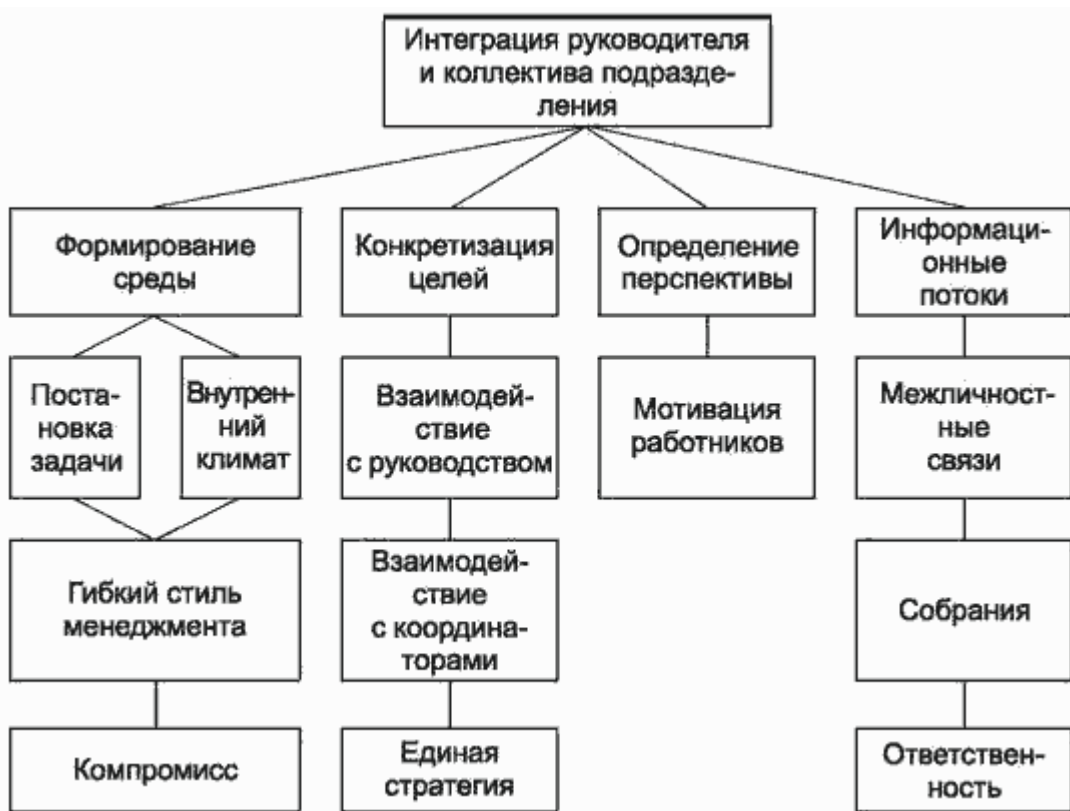 Интеграция руководителя
и коллектива подразде-
ления
Формирование
среды
Конкретизация
целей
Определение
перспективы
Информаци-
онные
потоки
Поста-
новка
задачи
Внутрен-
ний
климат
Взаимодей-
ствие
с руководством
Мотивация
работников
Межличност-
ные
связи
Гибкий стиль
менеджмента
Взаимодей-
ствие
с координа-
торами
Собрания
Компромисс
Единая
стратегия
Ответствен-
ность